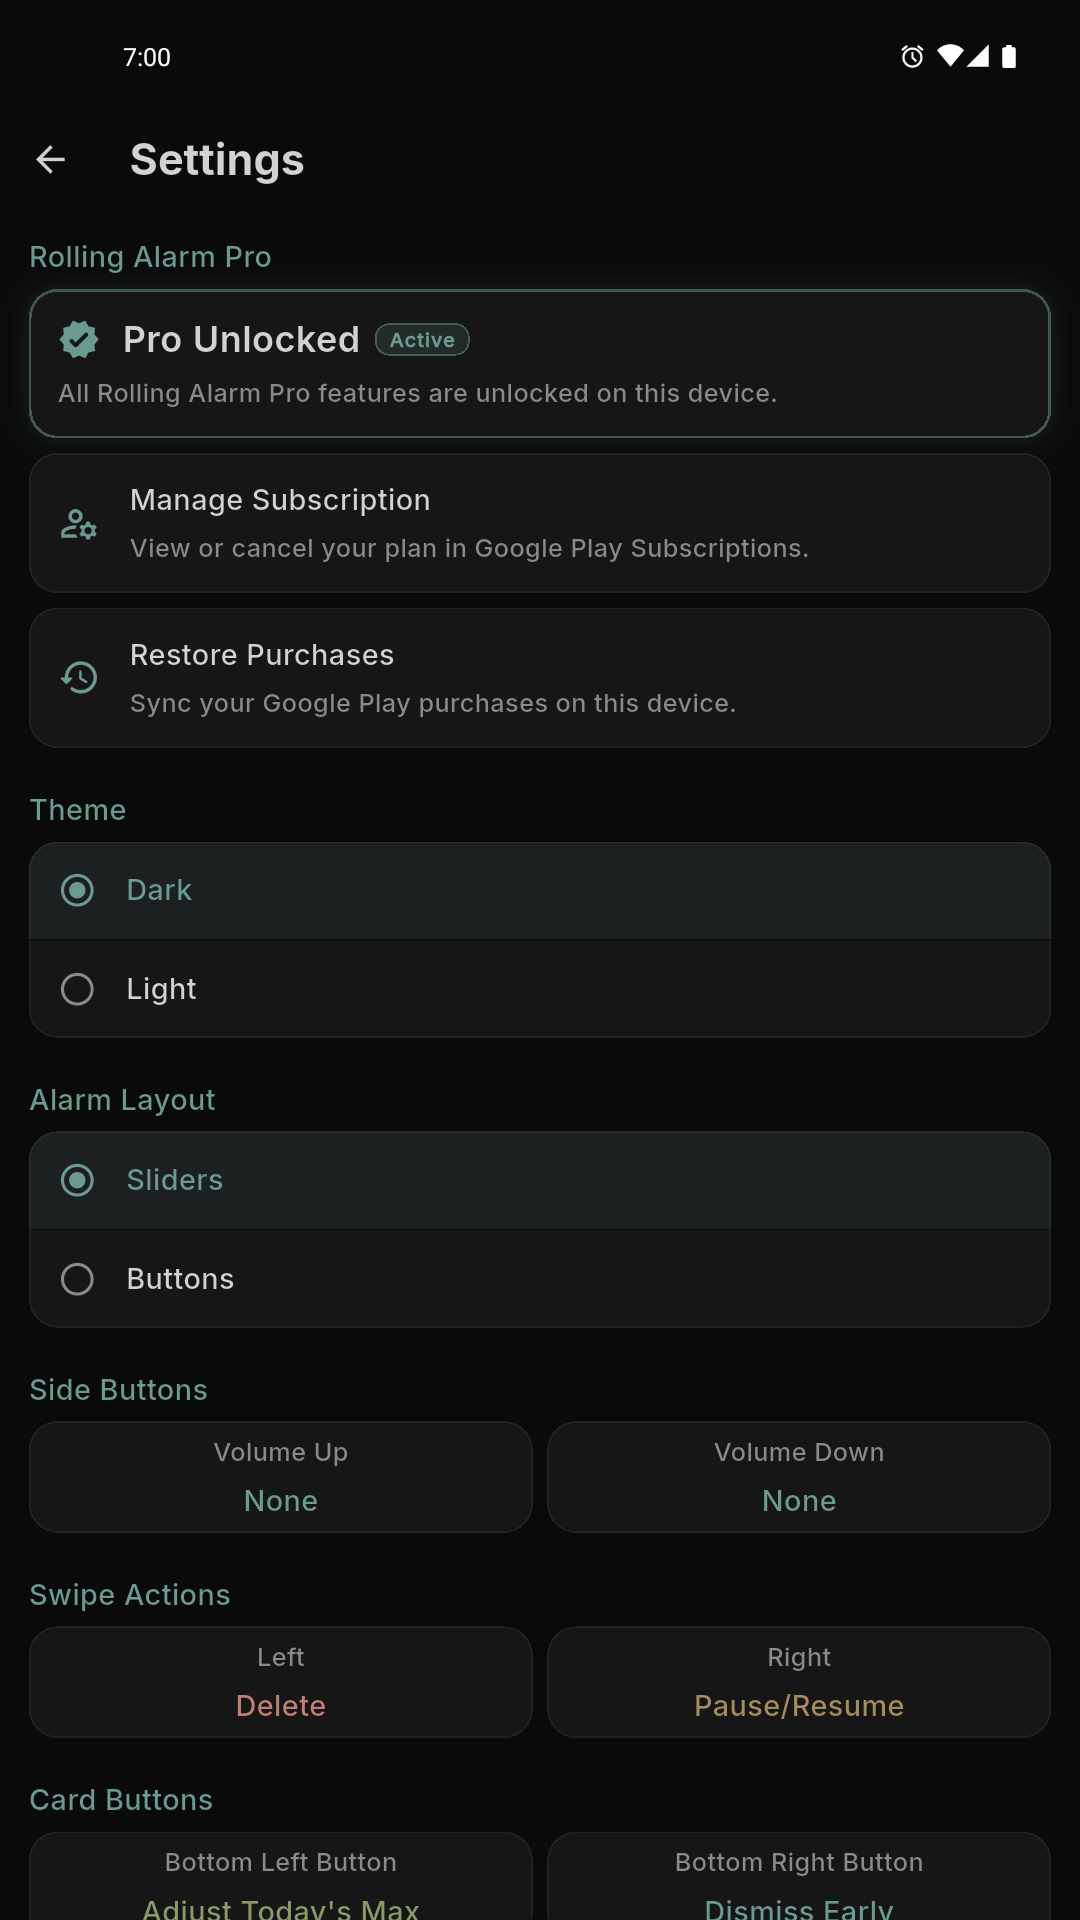 7:00
Settings
Rolling Alarm Pro
Pro Unlocked Active
All Rolling Alarm Pro features are unlocked on this device.
Manage Subscription
View or cancel your plan in Google Play Subscriptions.
Restore Purchases
Sync your Google Play purchases on this device.
Theme
Dark
Light
Alarm Layout
Sliders
Buttons
Side Buttons
Volume Up
None
Volume Down
None
Swipe Actions
Left
Delete
Right
Pause/Resume
Card Buttons
Bottom Left Button
Adjust Today's Max
Bottom Right Button
Dismiss Early